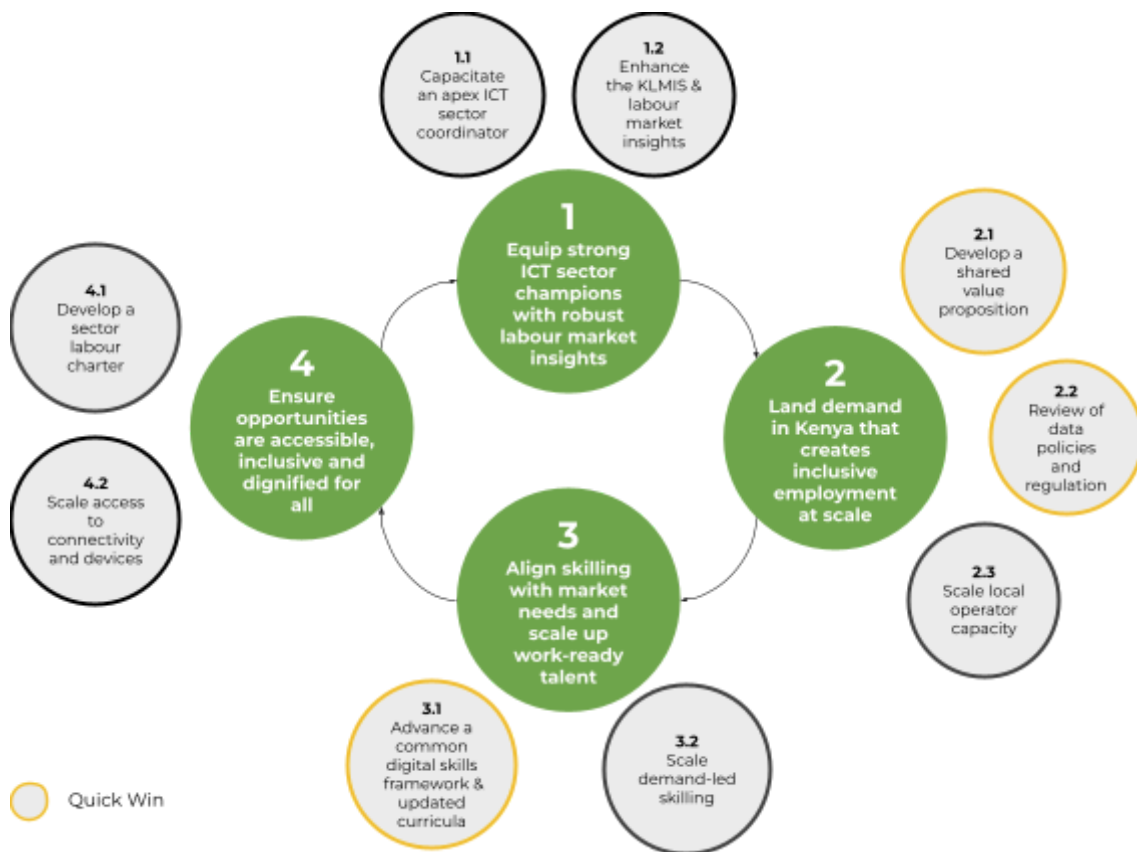 1.1
Capacitate
an apex ICT
sector
coordinator
1.2
Enhance
the KLMIS &
labour
market
insights
1
Equip strong
ICT sector
champions
with robust
labour market
insights
2.1
Develop a
shared
value
proposition
2
Land demand
in Kenya that
creates
inclusive
employment
at scale
2.2
Review of
data
policies
and
regulation
2.3
Scale local
operator
capacity
3
Align skilling
with market
needs and
scale up
work-ready
talent
3.1
Advance a
common
digital skills
framework &
updated
curricula
3.2
Scale
demand-led
skilling
4
Ensure
opportunities
are accessible,
inclusive and
dignified for
all
4.1
Develop a
sector
labour
charter
4.2
Scale access
to
connectivity
and devices
Quick Win